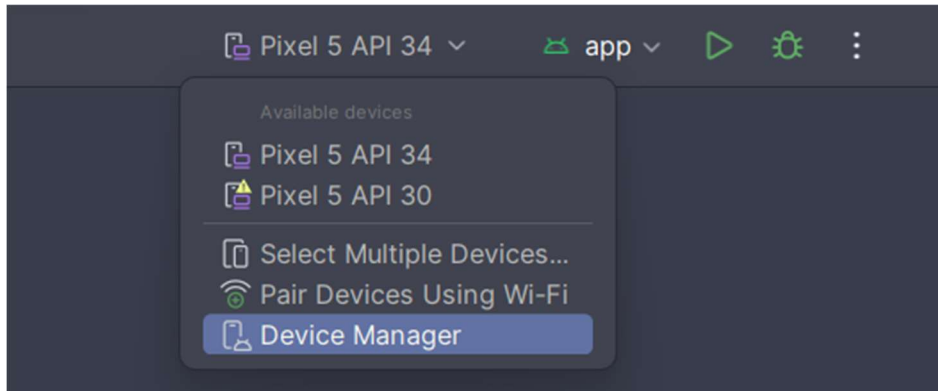 Pixel 5 API 34 app
Available devices
Pixel 5 API 34
Pixel 5 API 30
Select Multiple Devices...
Pair Devices Using Wi-Fi
Device Manager